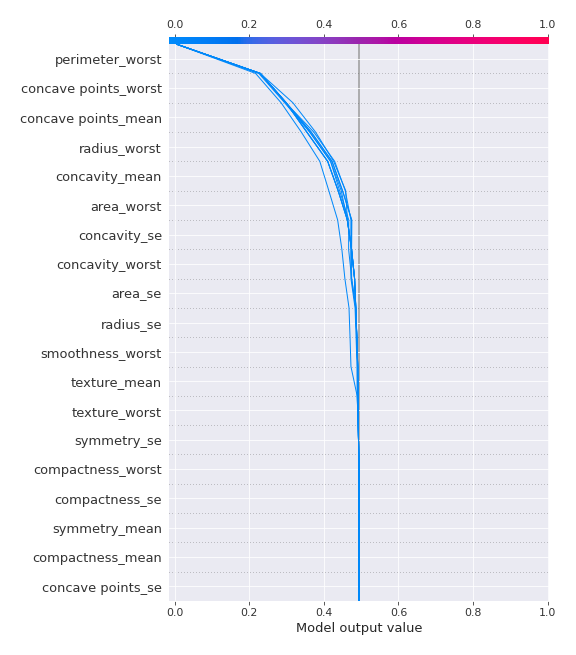 0.0 0.2 0.4 0.6 0.8 1.0
perimeter_worst
concave points_worst
concave points_mean
radius_worst
concavity_mean
area_worst
concavity_se
concavity_worst
area_se
radius_se
smoothness_worst
texture_mean
texture_worst
symmetry_se
compactness_worst
compactness_se
symmetry_mean
compactness_mean
concave points_se
0.0 0.2 0.4 0.6 0.8 1.0
Model output value